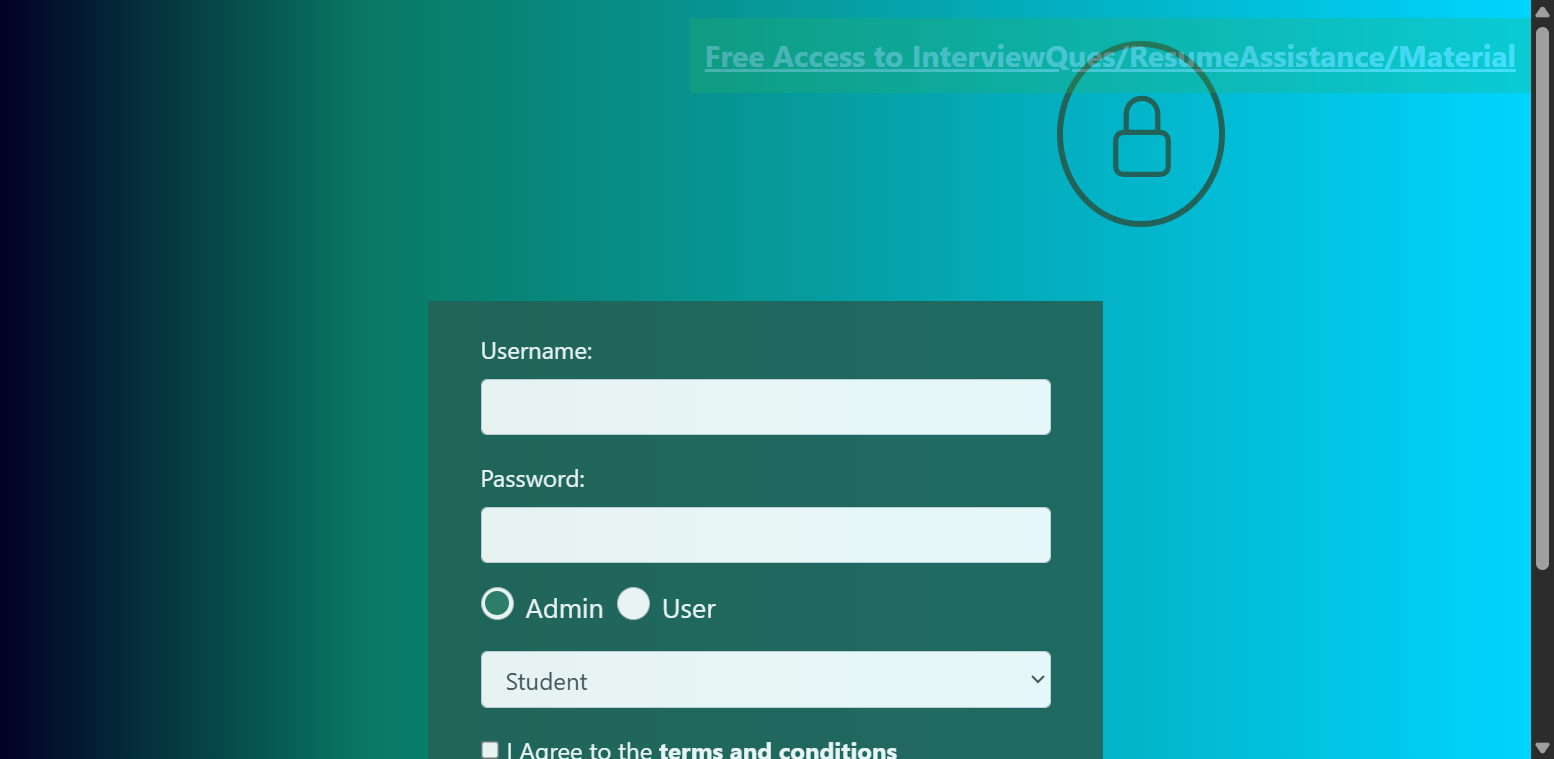 Free Access to InterviewQues/ResumeAssistance/Material
Username:
Password:
Admin User
Student
I Agree to the terms and conditions